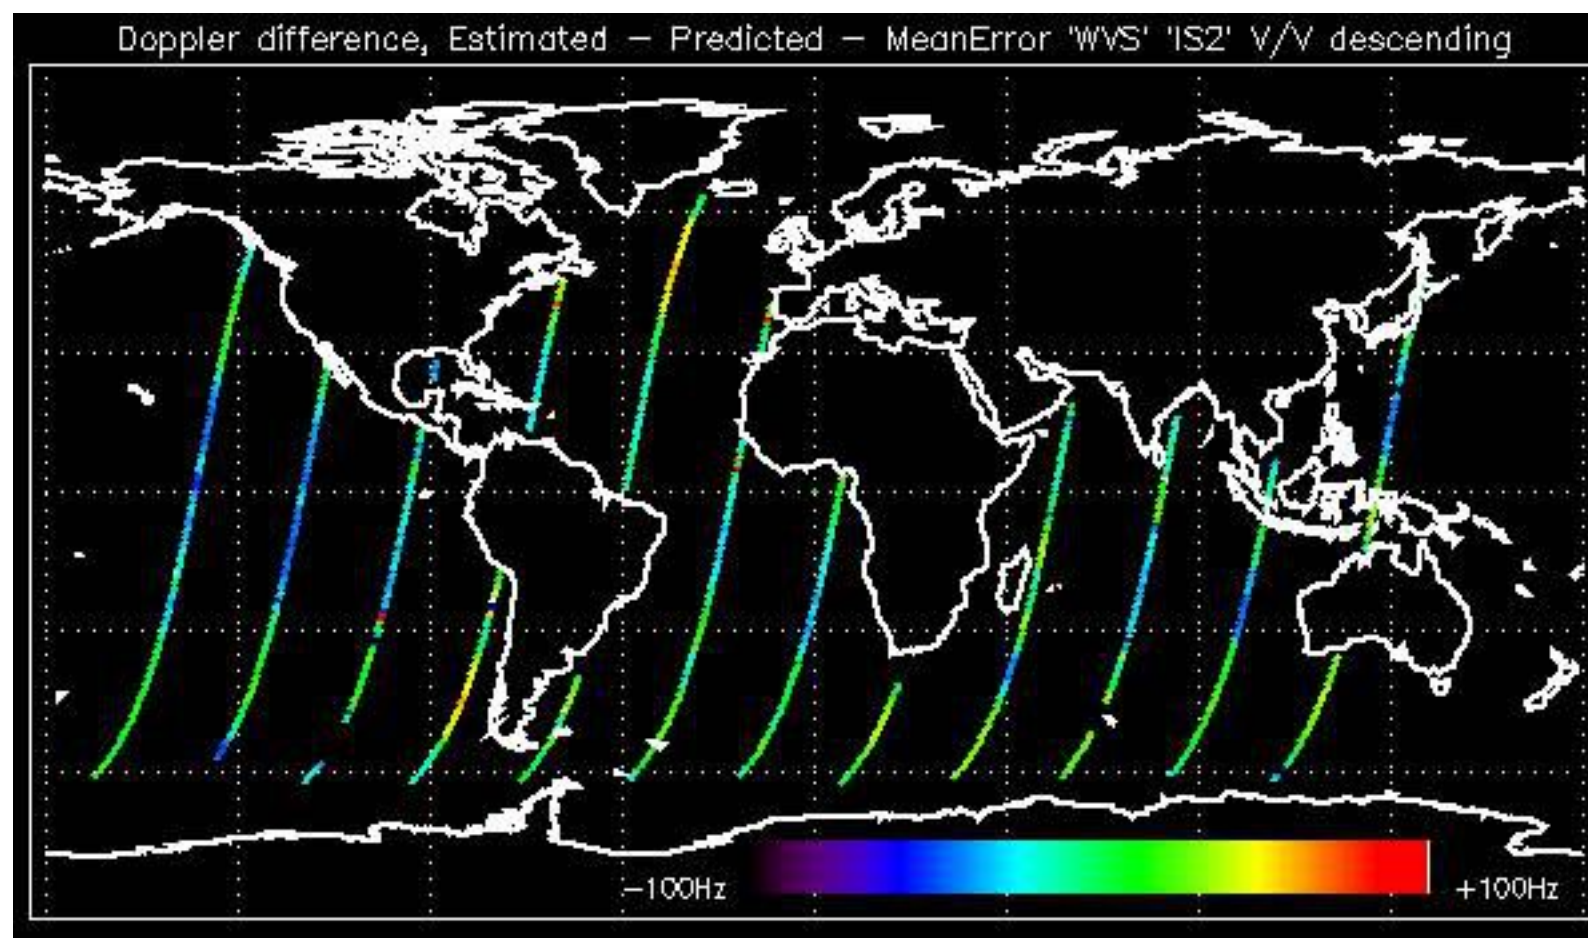 Doppler difference, Estimated – Predicted – MeanError 'WVS' 'IS2' V/V descending
–100Hz +100Hz